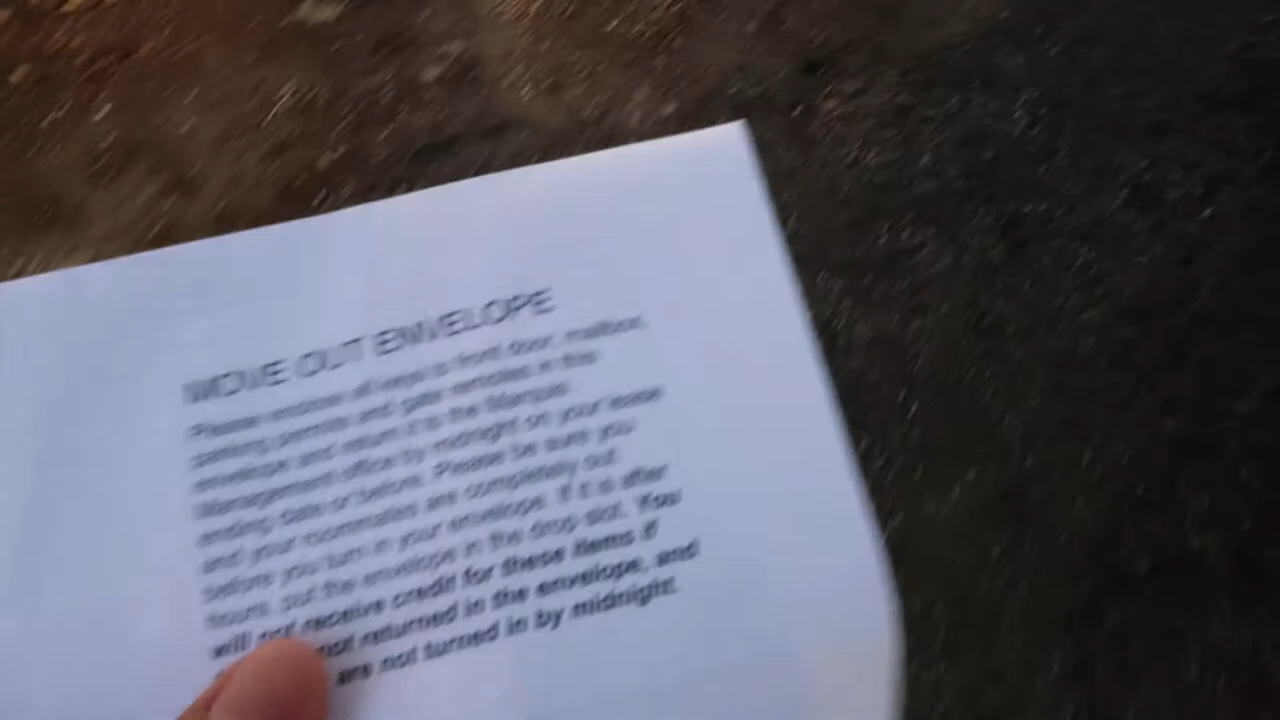 MOVE OUT ENVELOPE
Please enclose all keys to front door, mailbox,
parking permits and gate remotes in this
envelope and return it to the
Management office by midnight on your lease
ending date or before. Please be sure you
and your roommates are completely out
before you turn in your envelope. If it is after
hours, put the envelope in the drop slot. You
will not receive credit for these items if
not returned in the envelope, and
are not turned in by midnight.